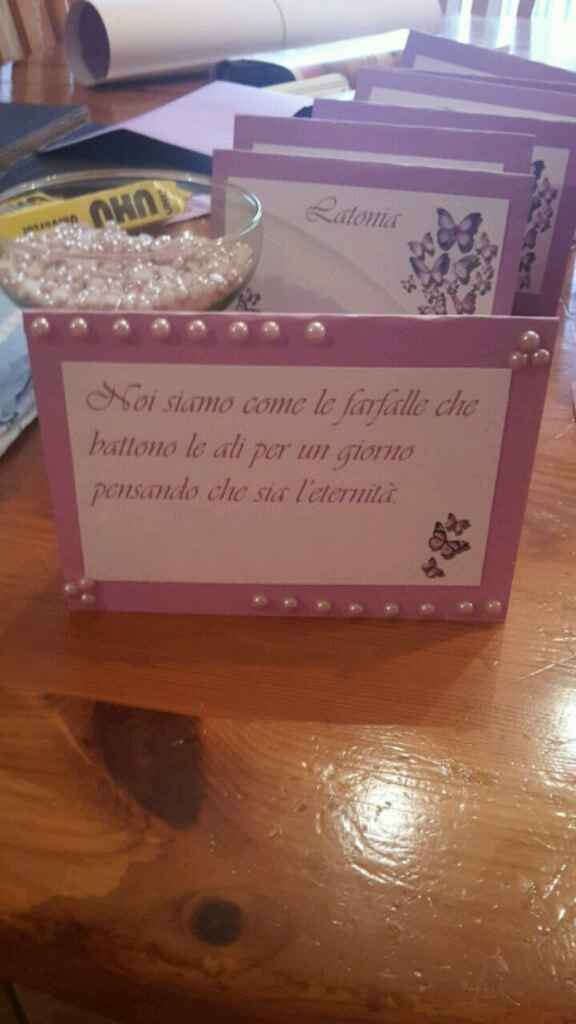 UHU
Latonia
Noi siamo come le farfalle che
battono le ali per un giorno
pensando che sia l'eternità.